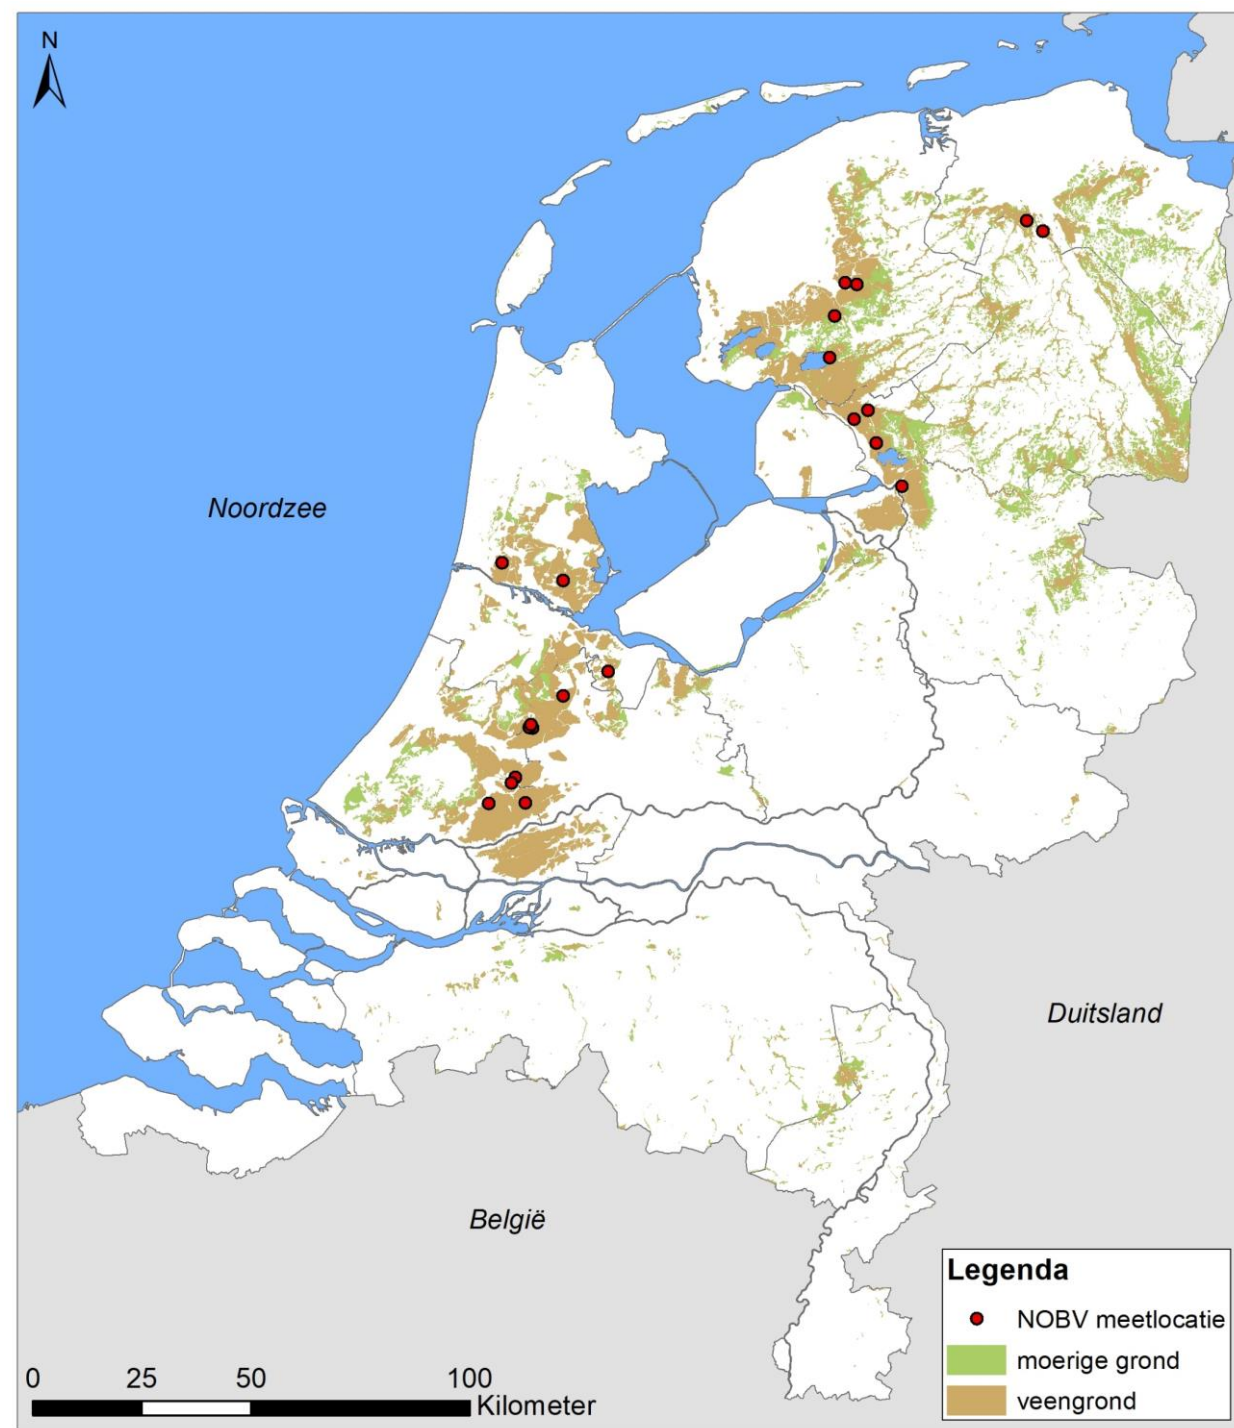 N
Noordzee
Duitsland
België
Legenda
NOBV meetlocatie
moerige grond
veengrond
0 25 50 100
Kilometer